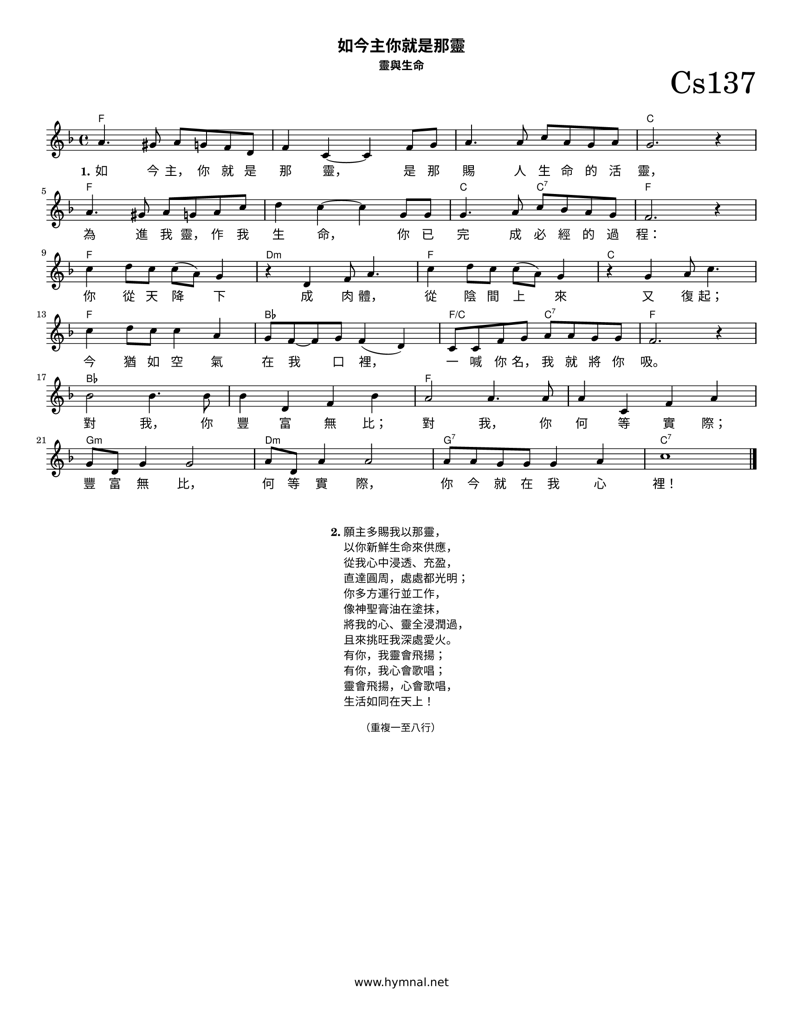 如今主你就是那靈
靈與生命
Cs137
F C
1. 如 今 主， 你 就 是 那 靈， 是 那 賜 人 生 命 的 活 靈，
5 F C C7 F
為 進 我 靈， 作 我 生 命， 你 已 完 成 必 經 的 過 程：
9 F Dm F C
你 從 天 降 下 成 肉 體， 從 陰 間 上 來 又 復 起；
13 F B♭ F/C C7 F
今 猶 如 空 氣 在 我 口 裡， 一 喊 你 名， 我 就 將 你 吸。
17 B♭ F
對 我， 你 豐 富 無 比； 對 我， 你 何 等 實 際；
21 Gm Dm G7 C7
豐 富 無 比， 何 等 實 際， 你 今 就 在 我 心 裡！
2. 願主多賜我以那靈，
以你新鮮生命來供應，
從我心中浸透、充盈，
直達圓周，處處都光明；
你多方運行並工作，
像神聖膏油在塗抹，
將我的心、靈全浸潤過，
且來挑旺我深處愛火。
有你，我靈會飛揚；
有你，我心會歌唱；
靈會飛揚，心會歌唱，
生活如同在天上！
（重複一至八行）
www.hymnal.net